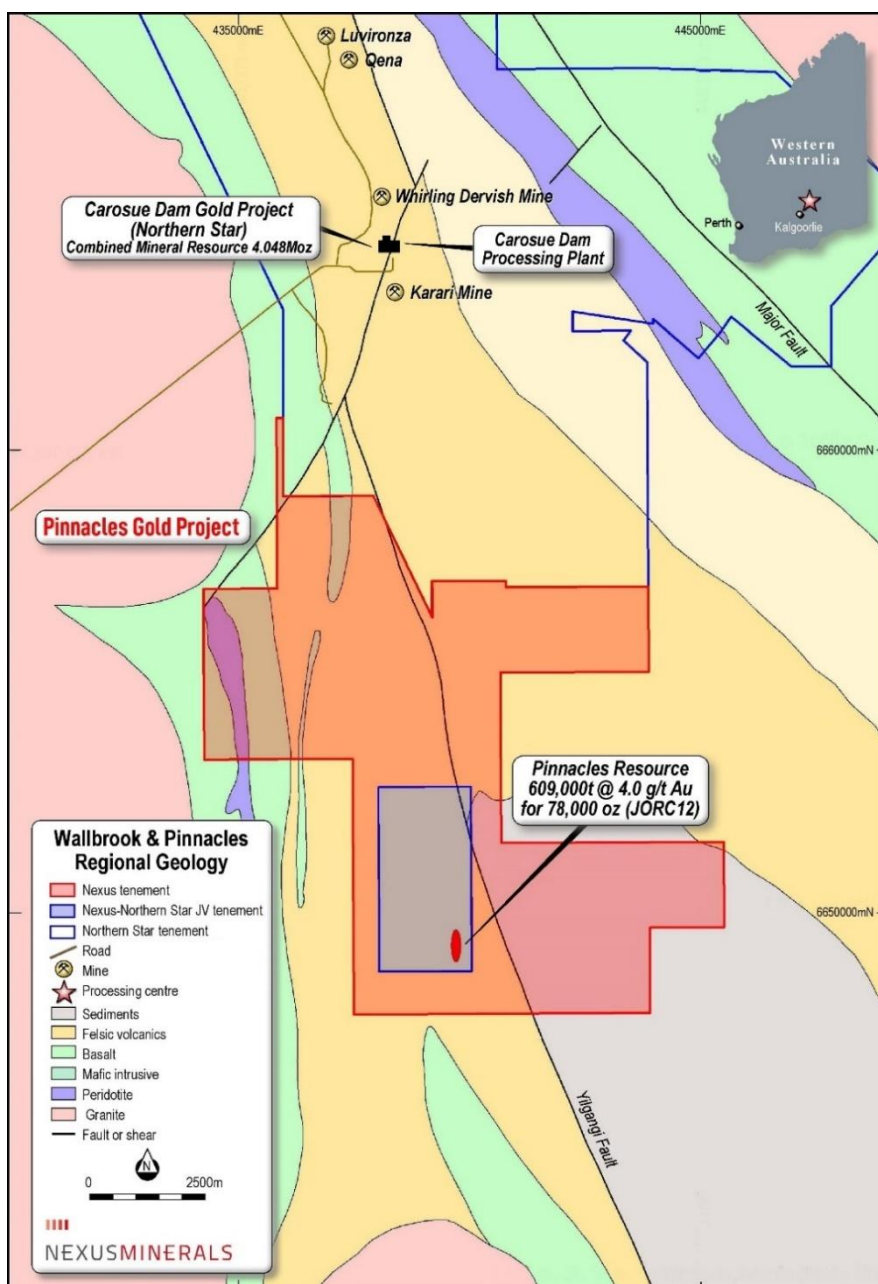 435000mE
445000mE
Luvironza
Qena
Western
Australia
Perth
Kalgoorlie
Whirling Dervish Mine
Carosue Dam Gold Project
(Northern Star)
Combined Mineral Resource 4.048Moz
Carosue Dam
Processing Plant
Karari Mine
Major Fault
6660000mN
Pinnacles Gold Project
Pinnacles Resource
609,000t @ 4.0 g/t Au
for 78,000 oz (JORC12)
6650000mN
Yilgangi Fault
Wallbrook & Pinnacles
Regional Geology
Nexus tenement
Nexus-Northern Star JV tenement
Northern Star tenement
Road
Mine
Processing centre
Sediments
Felsic volcanics
Basalt
Mafic intrusive
Peridotite
Granite
Fault or shear
N
0 2500m
NEXUSMINERALS